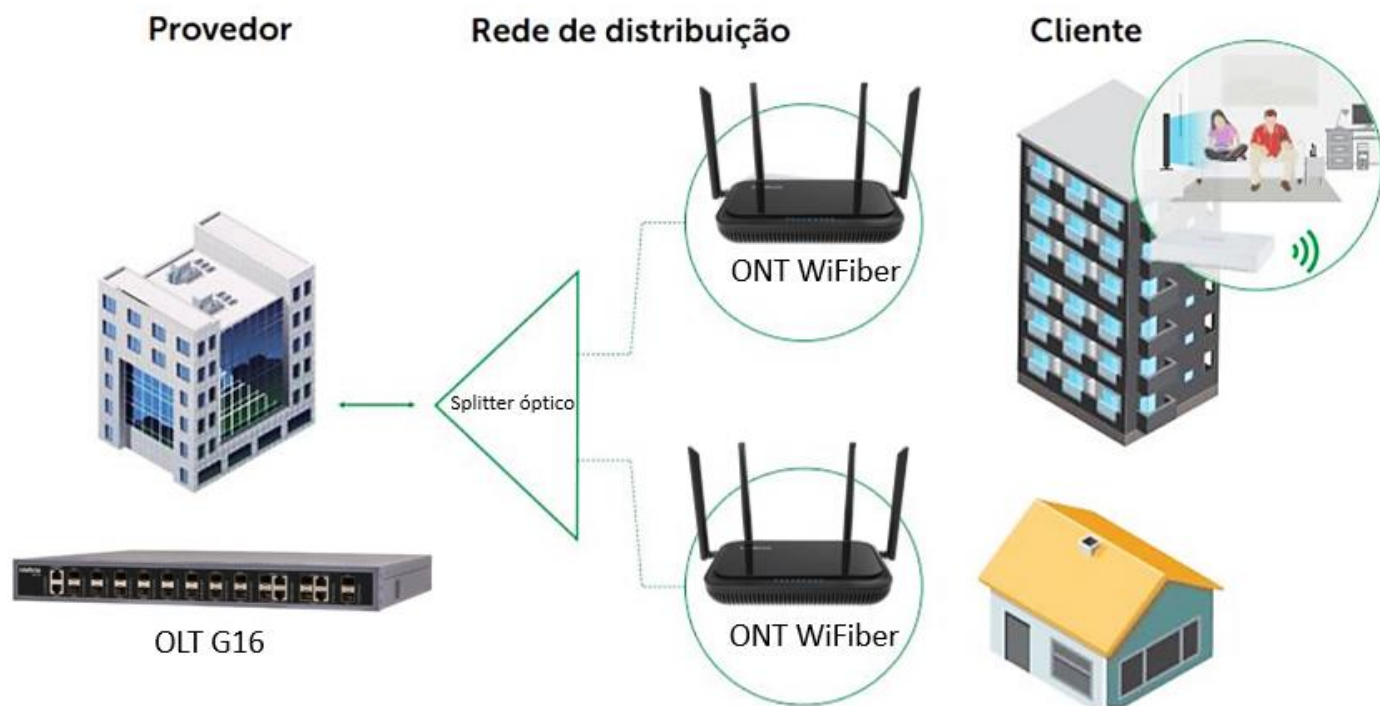 Provedor
Rede de distribuição
Cliente
ONT WiFiber
Splitter óptico
ONT WiFiber
OLT G16